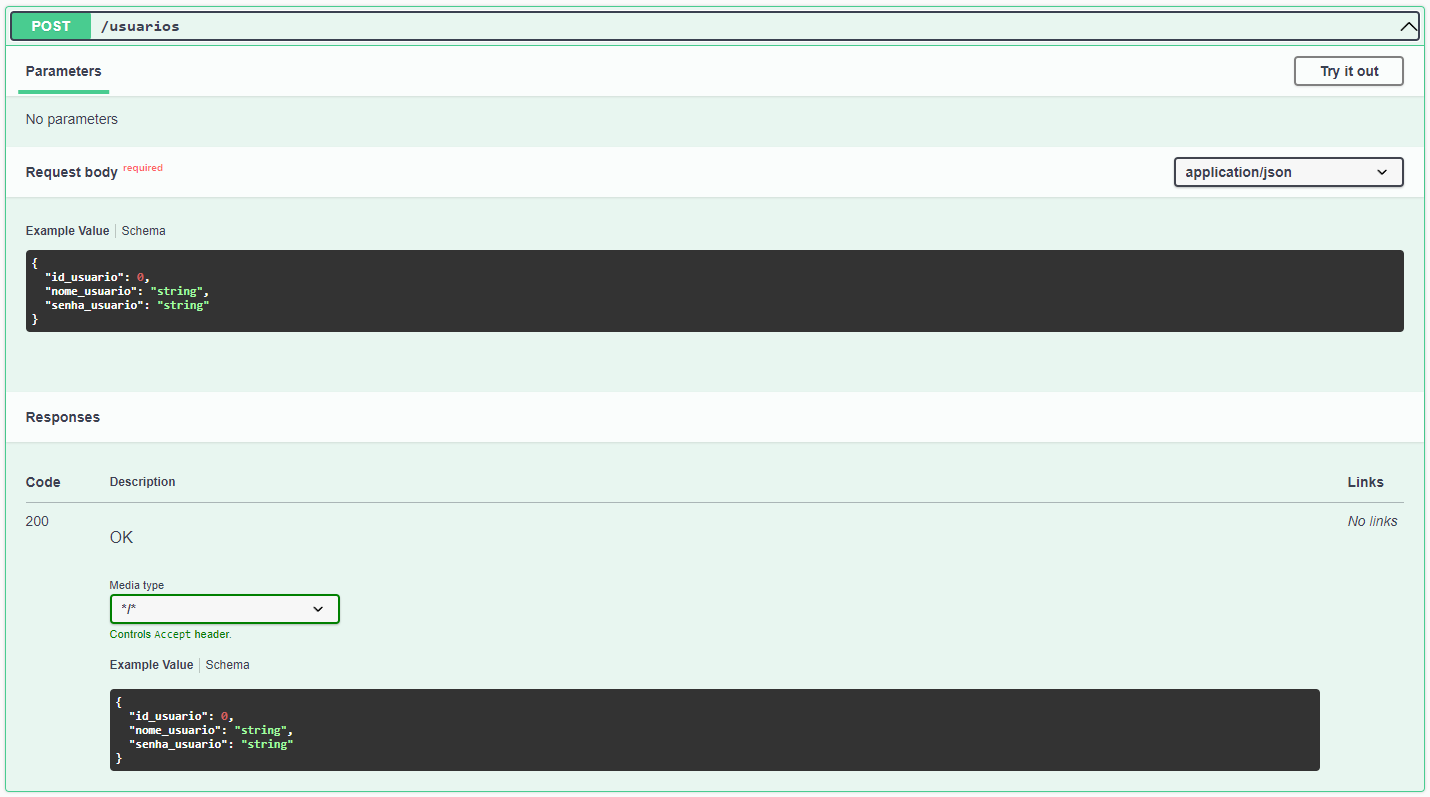 POST /usuarios
Parameters
Try it out
No parameters
Request body required
application/json
Example Value | Schema
{
  "id_usuario": 0,
  "nome_usuario": "string",
  "senha_usuario": "string"
}
Responses
Code Description Links
200 No links
OK
Media type
*/*
Controls Accept header.
Example Value | Schema
{
  "id_usuario": 0,
  "nome_usuario": "string",
  "senha_usuario": "string"
}